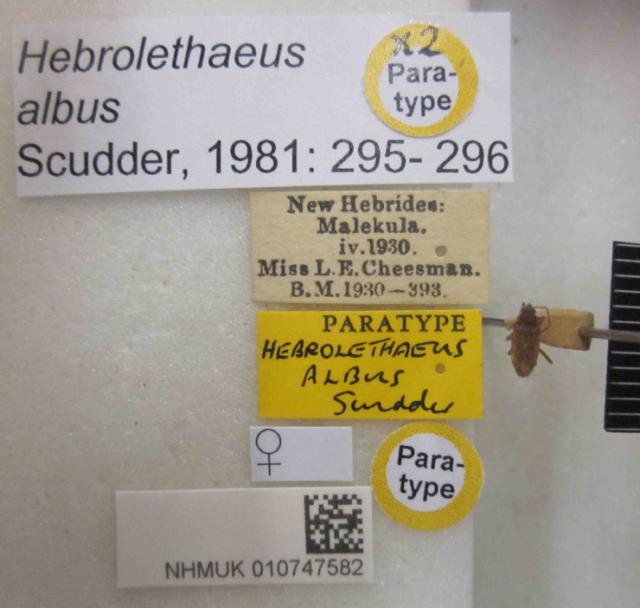 Hebrolethaeus
albus
Scudder, 1981: 295- 296
x2
Para-
type
New Hebrides:
Malekula.
iv.1930.
Miss L.E.Cheesman.
B.M.1930—393.
PARATYPE
HEBROLETHAEUS
ALBUS
Scudder
♀
Para-
type
NHMUK 010747582